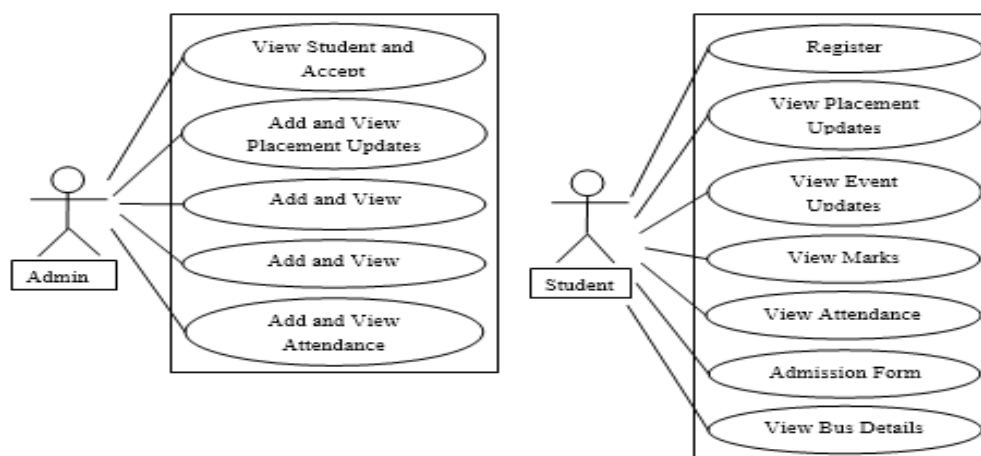 View Student and
Accept
Add and View
Placement Updates
Add and View
Add and View
Add and View
Attendance
Admin
Register
View Placement
Updates
View Event
Updates
View Marks
View Attendance
Admission Form
View Bus Details
Student